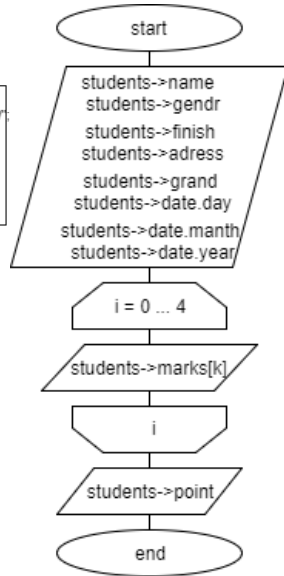 start
students->name
students->gendr
students->finish
students->adress
students->grand
students->date.day
students->date.manth
students->date.year
i = 0 ... 4
students->marks[k]
i
students->point
end